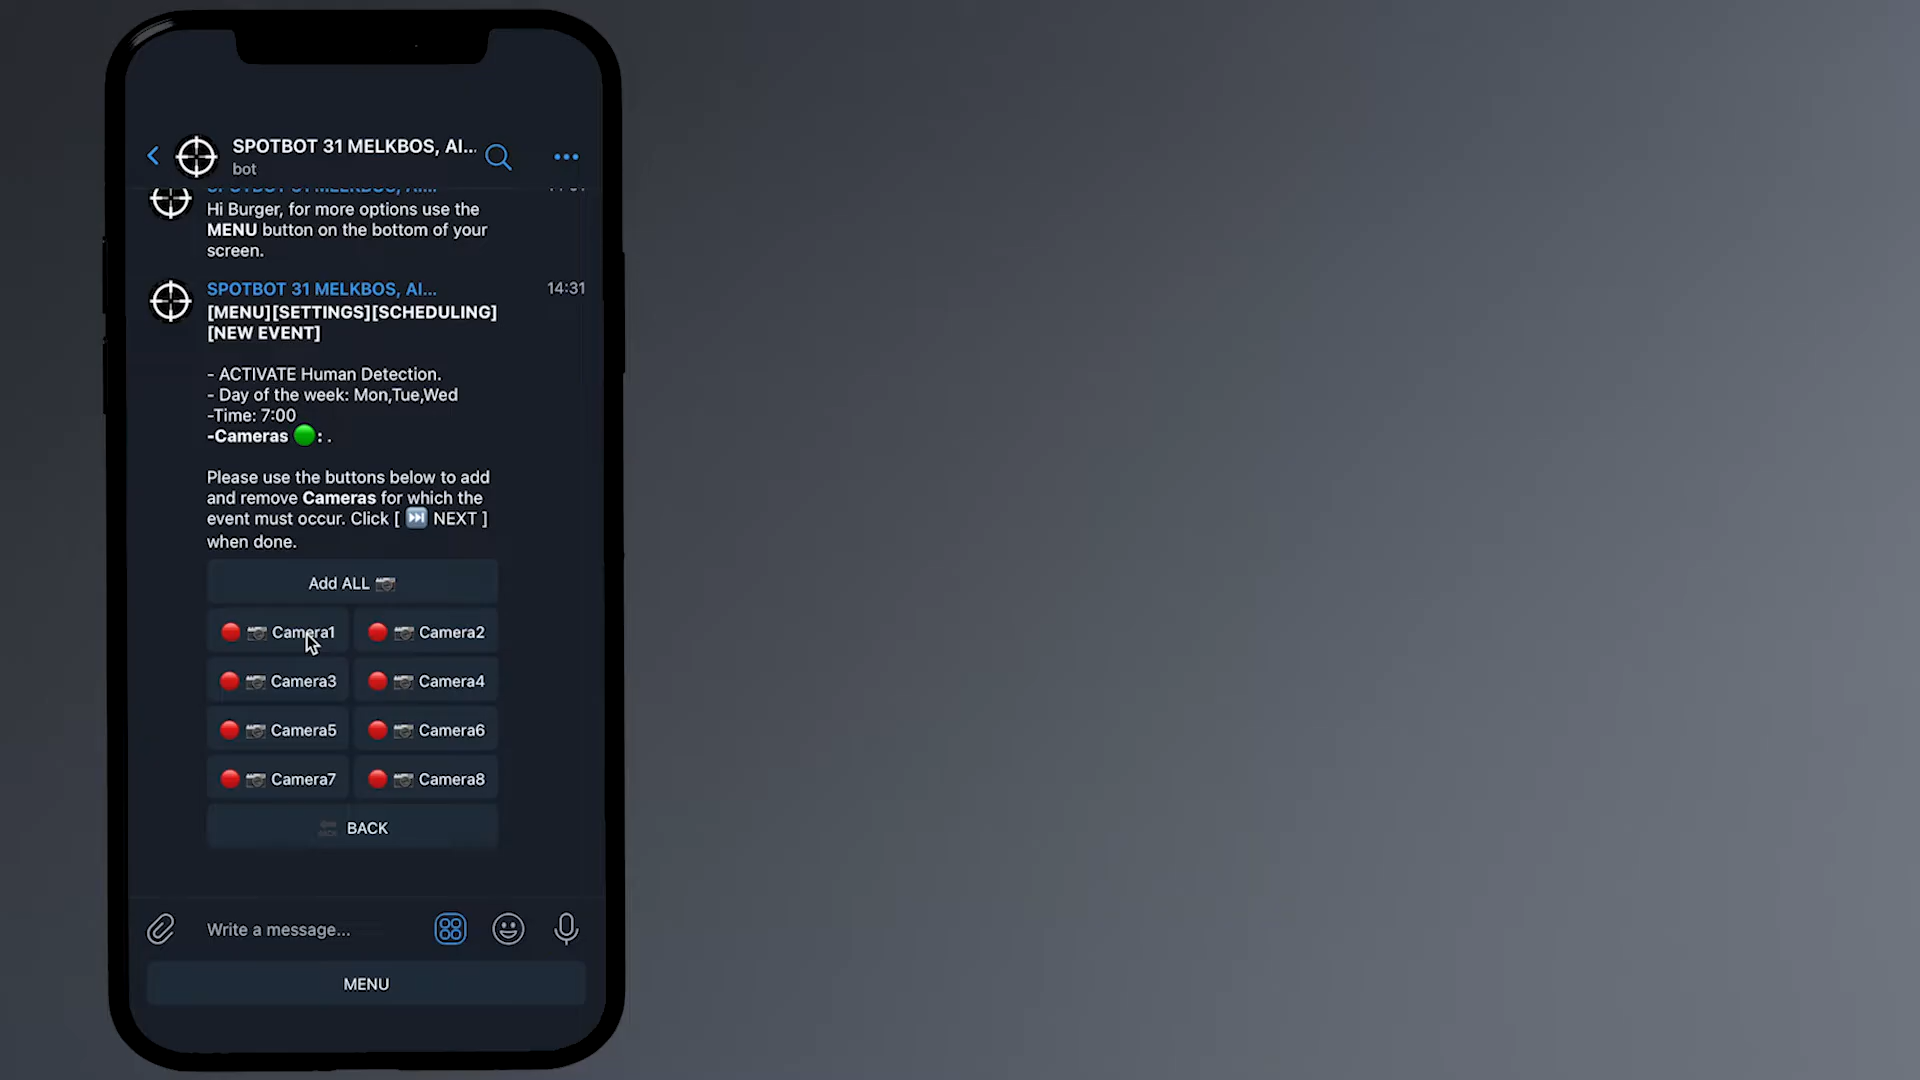 SPOTBOT 31 MELKBOS, AI...
bot
SPOTBOT 31 MELKBOS, AI...
Hi Burger, for more options use the
MENU button on the bottom of your
screen.
SPOTBOT 31 MELKBOS, AI...
14:31
[MENU][SETTINGS][SCHEDULING]
[NEW EVENT]
- ACTIVATE Human Detection.
- Day of the week: Mon,Tue,Wed
-Time: 7:00
-Cameras 🟢: .
Please use the buttons below to add
and remove Cameras for which the
event must occur. Click [ ⏭️ NEXT ]
when done.
Add ALL 📷
🔴 📷 Camera1
🔴 📷 Camera2
🔴 📷 Camera3
🔴 📷 Camera4
🔴 📷 Camera5
🔴 📷 Camera6
🔴 📷 Camera7
🔴 📷 Camera8
🔙 BACK
Write a message...
MENU